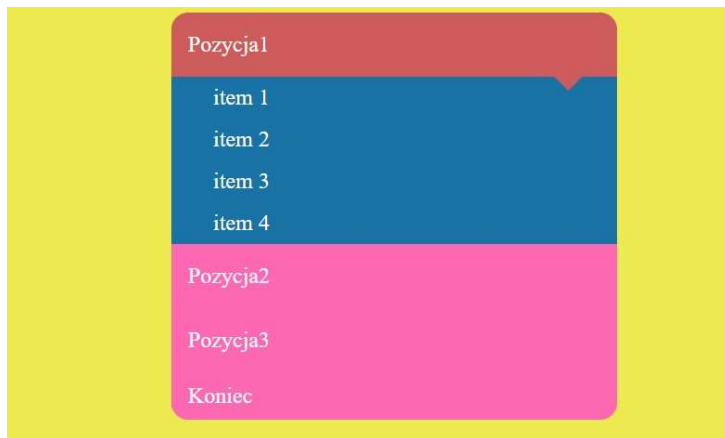 Pozycja1
item 1
item 2
item 3
item 4
Pozycja2
Pozycja3
Koniec